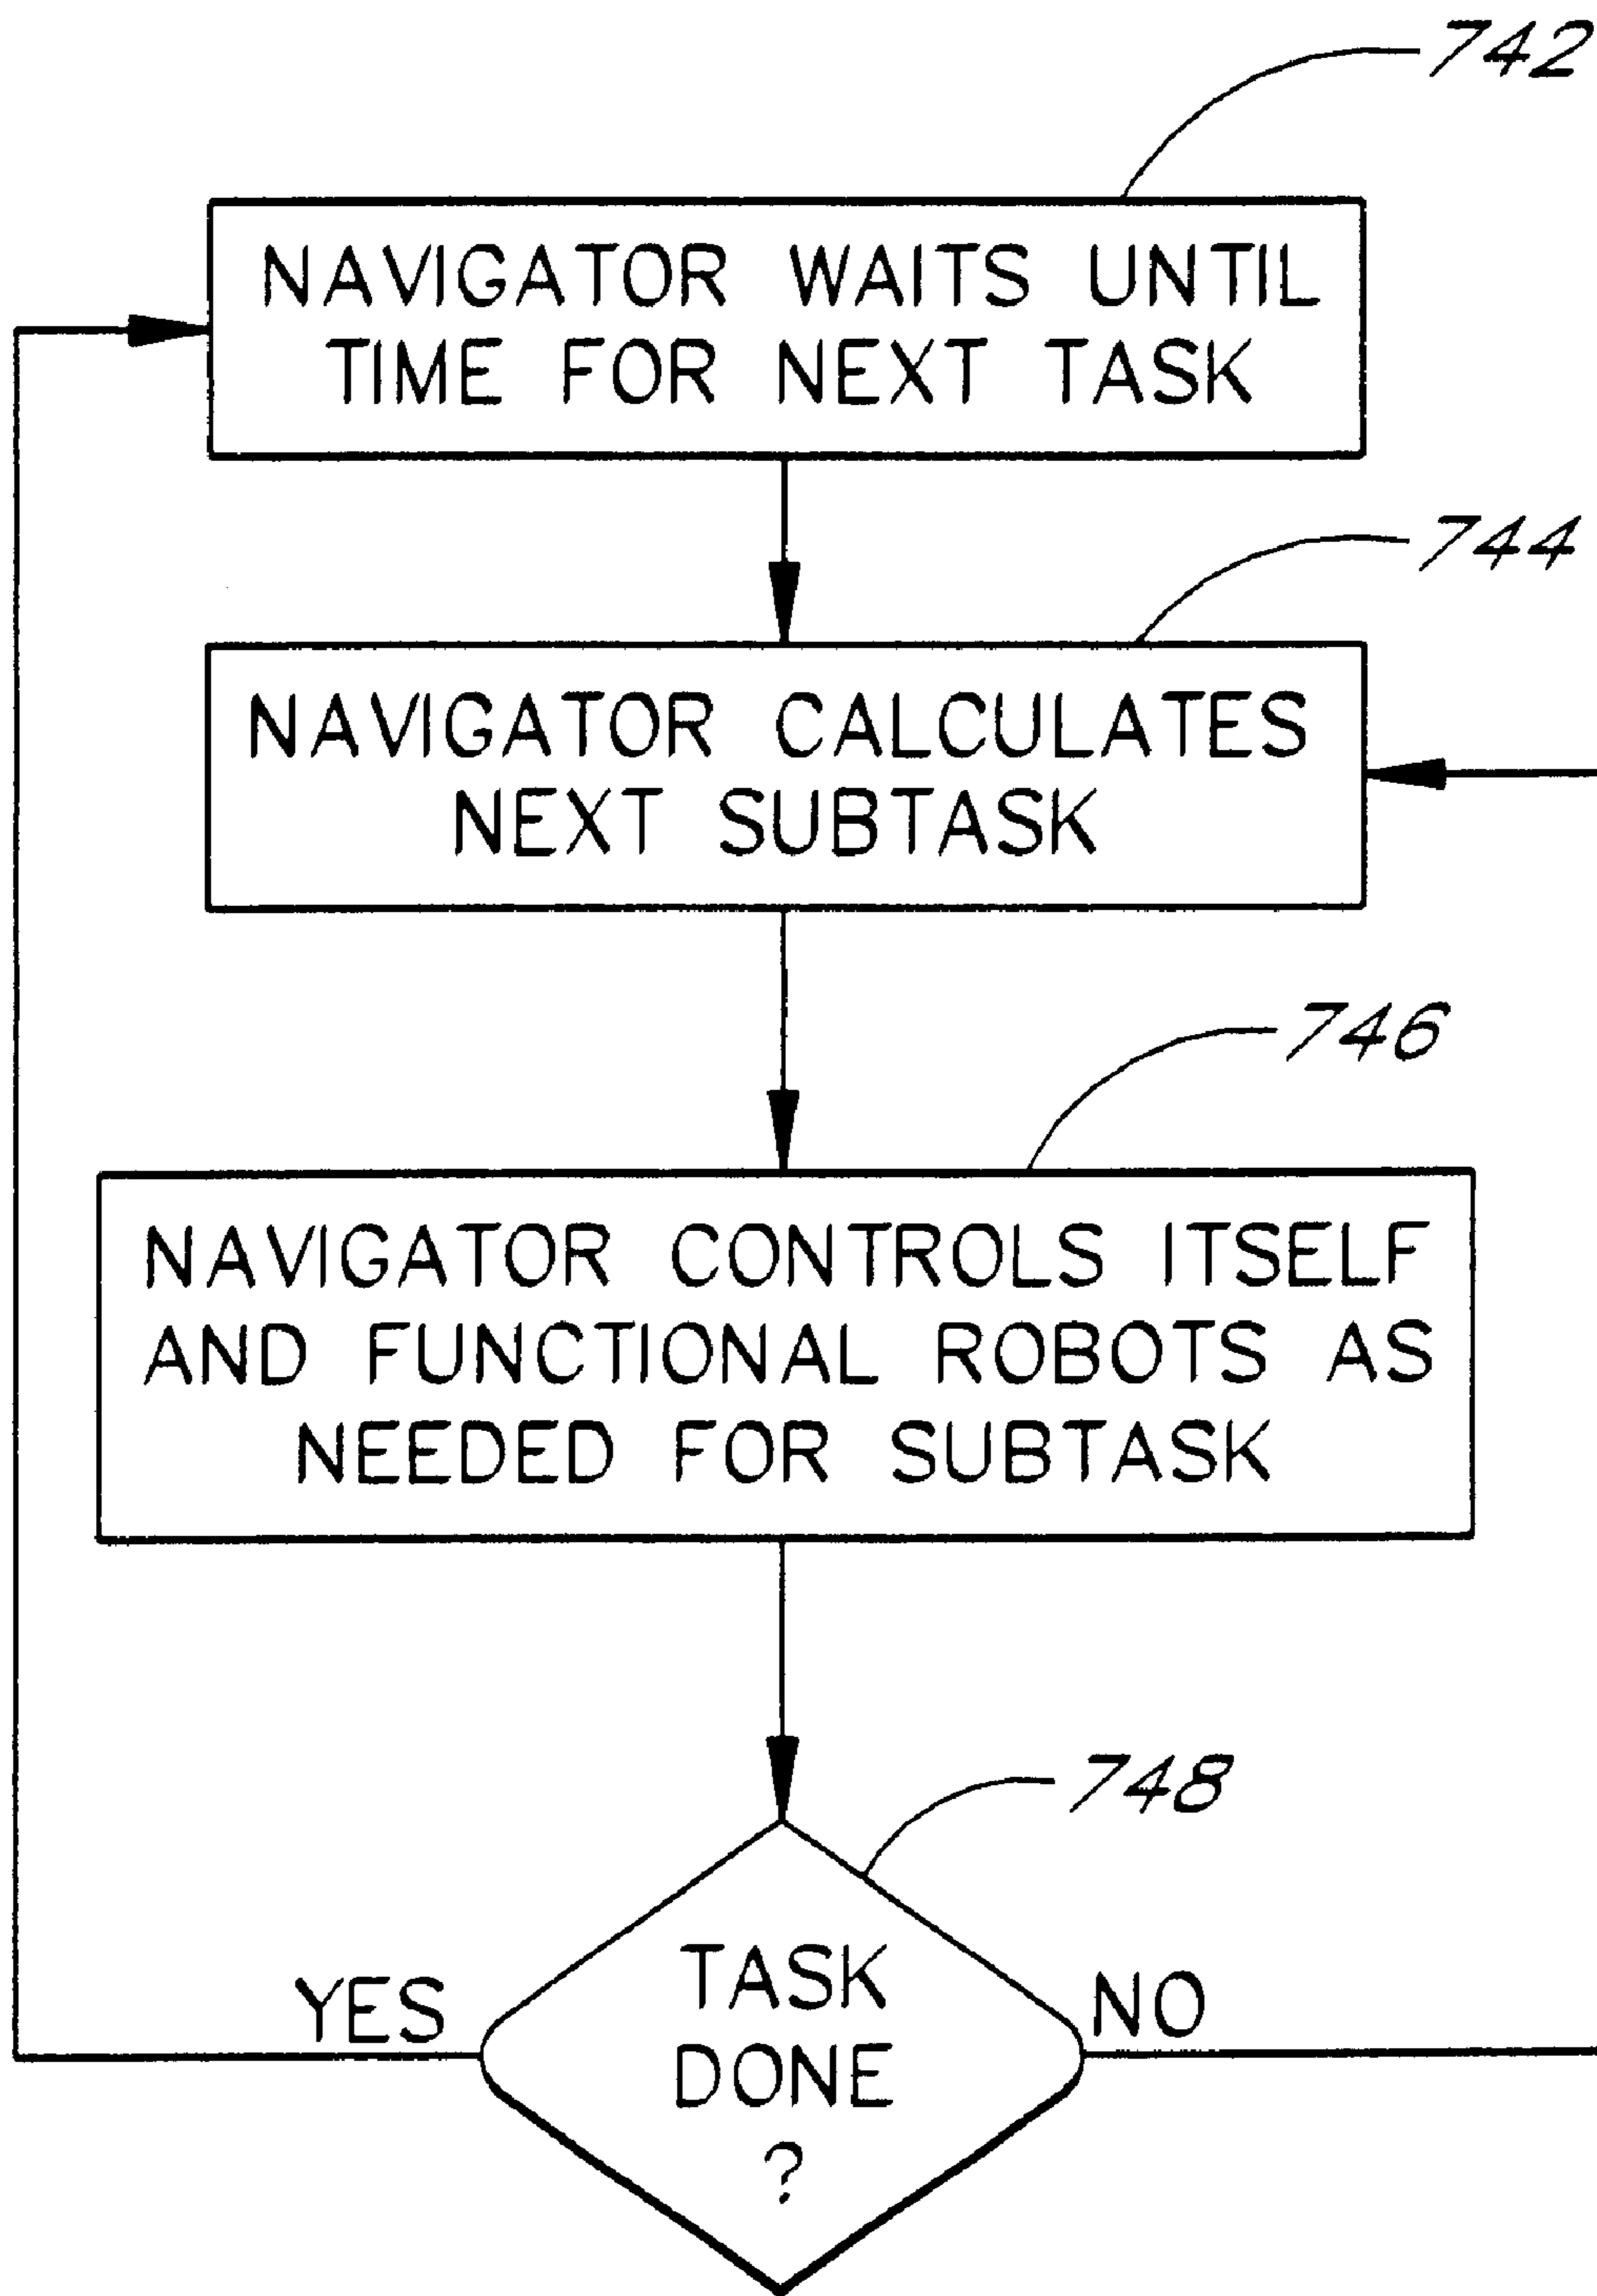 742
NAVIGATOR WAITS UNTIL
TIME FOR NEXT TASK
744
NAVIGATOR CALCULATES
NEXT SUBTASK
746
NAVIGATOR CONTROLS ITSELF
AND FUNCTIONAL ROBOTS AS
NEEDED FOR SUBTASK
748
YES
TASK
DONE
?
NO